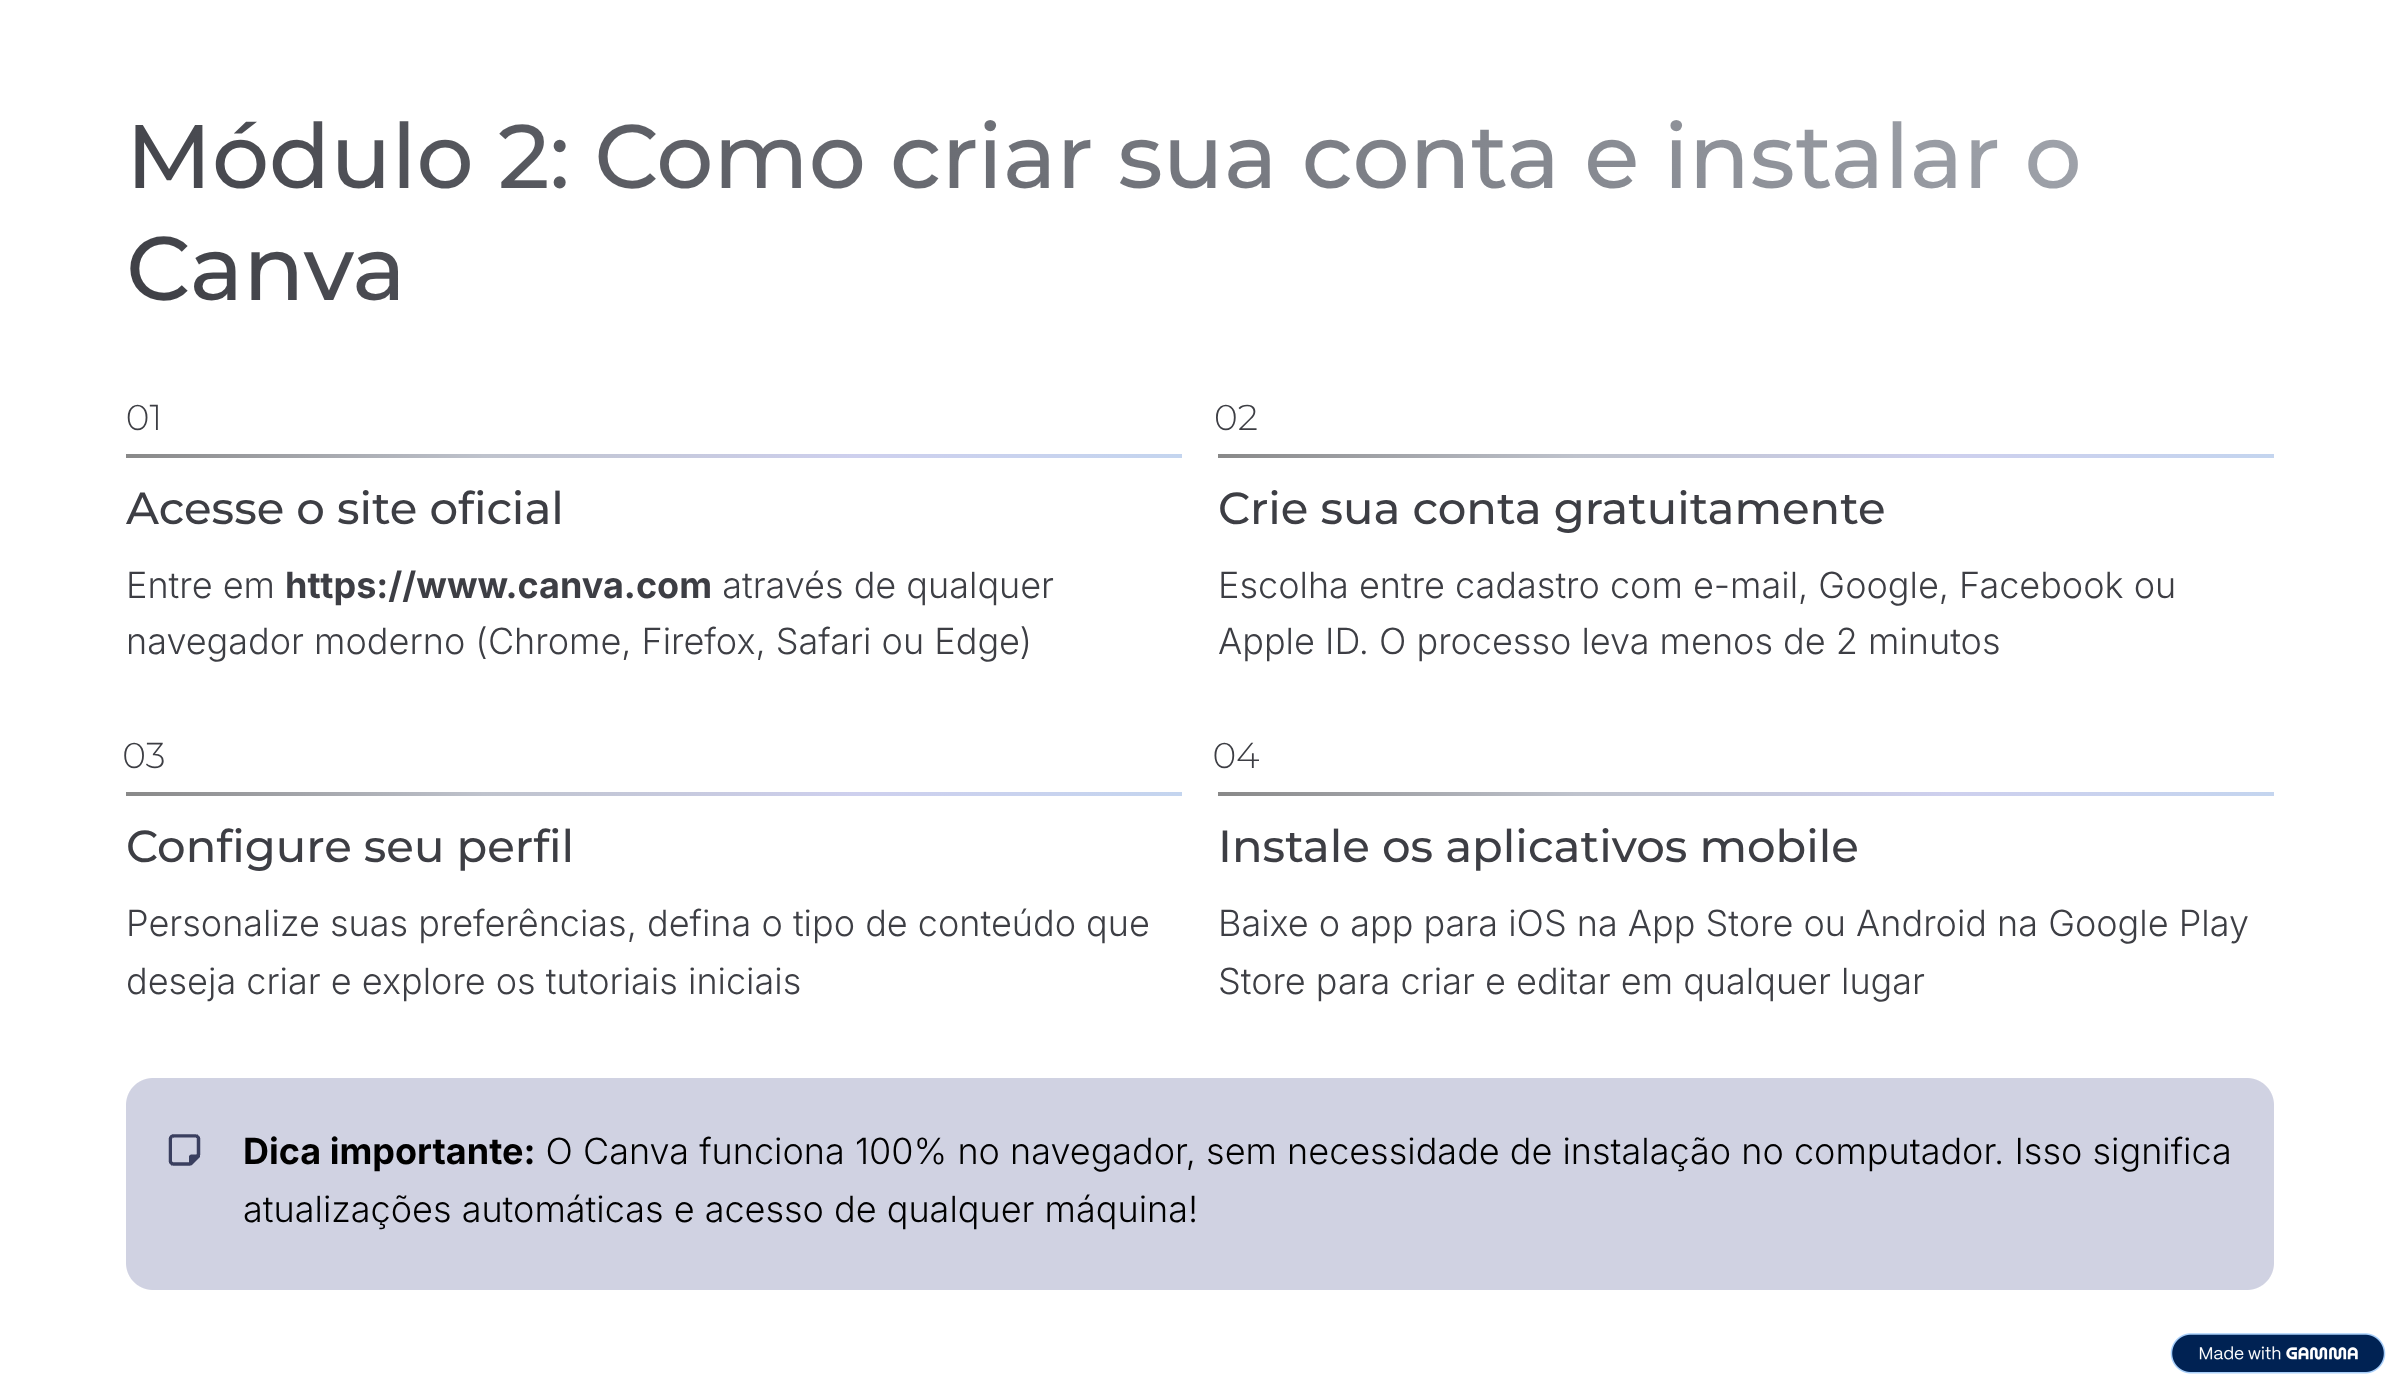 Módulo 2: Como criar sua conta e instalar o
Canva
01
Acesse o site oficial
Entre em https://www.canva.com através de qualquer
navegador moderno (Chrome, Firefox, Safari ou Edge)
02
Crie sua conta gratuitamente
Escolha entre cadastro com e-mail, Google, Facebook ou
Apple ID. O processo leva menos de 2 minutos
03
Configure seu perfil
Personalize suas preferências, defina o tipo de conteúdo que
deseja criar e explore os tutoriais iniciais
04
Instale os aplicativos mobile
Baixe o app para iOS na App Store ou Android na Google Play
Store para criar e editar em qualquer lugar
Dica importante: O Canva funciona 100% no navegador, sem necessidade de instalação no computador. Isso significa
atualizações automáticas e acesso de qualquer máquina!
Made with GAMMA